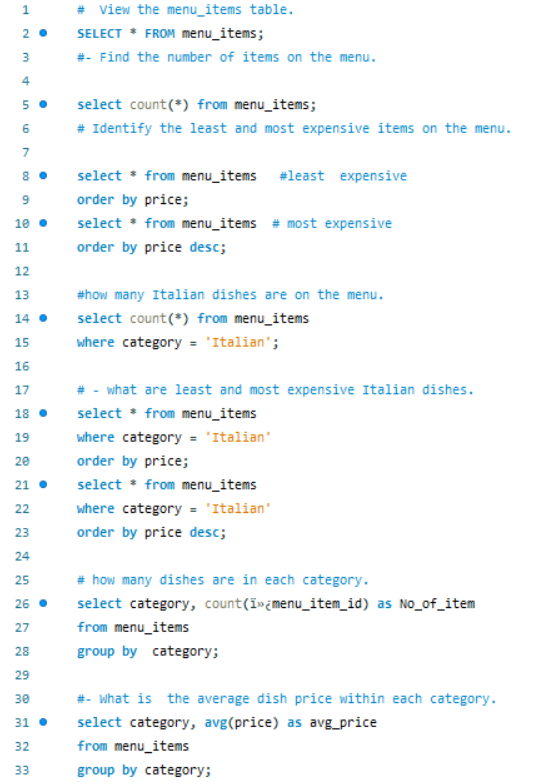 1 #  View the menu_items table.
2 SELECT * FROM menu_items;
3 #- Find the number of items on the menu.
4
5 select count(*) from menu_items;
6 # Identify the least and most expensive items on the menu.
7
8 select * from menu_items   #least  expensive
9 order by price;
10 select * from menu_items  # most expensive
11 order by price desc;
12
13 #how many Italian dishes are on the menu.
14 select count(*) from menu_items
15 where category = 'Italian';
16
17 # - what are least and most expensive Italian dishes.
18 select * from menu_items
19 where category = 'Italian'
20 order by price;
21 select * from menu_items
22 where category = 'Italian'
23 order by price desc;
24
25 # how many dishes are in each category.
26 select category, count(ï»¿menu_item_id) as No_of_item
27 from menu_items
28 group by  category;
29
30 #- What is  the average dish price within each category.
31 select category, avg(price) as avg_price
32 from menu_items
33 group by category;